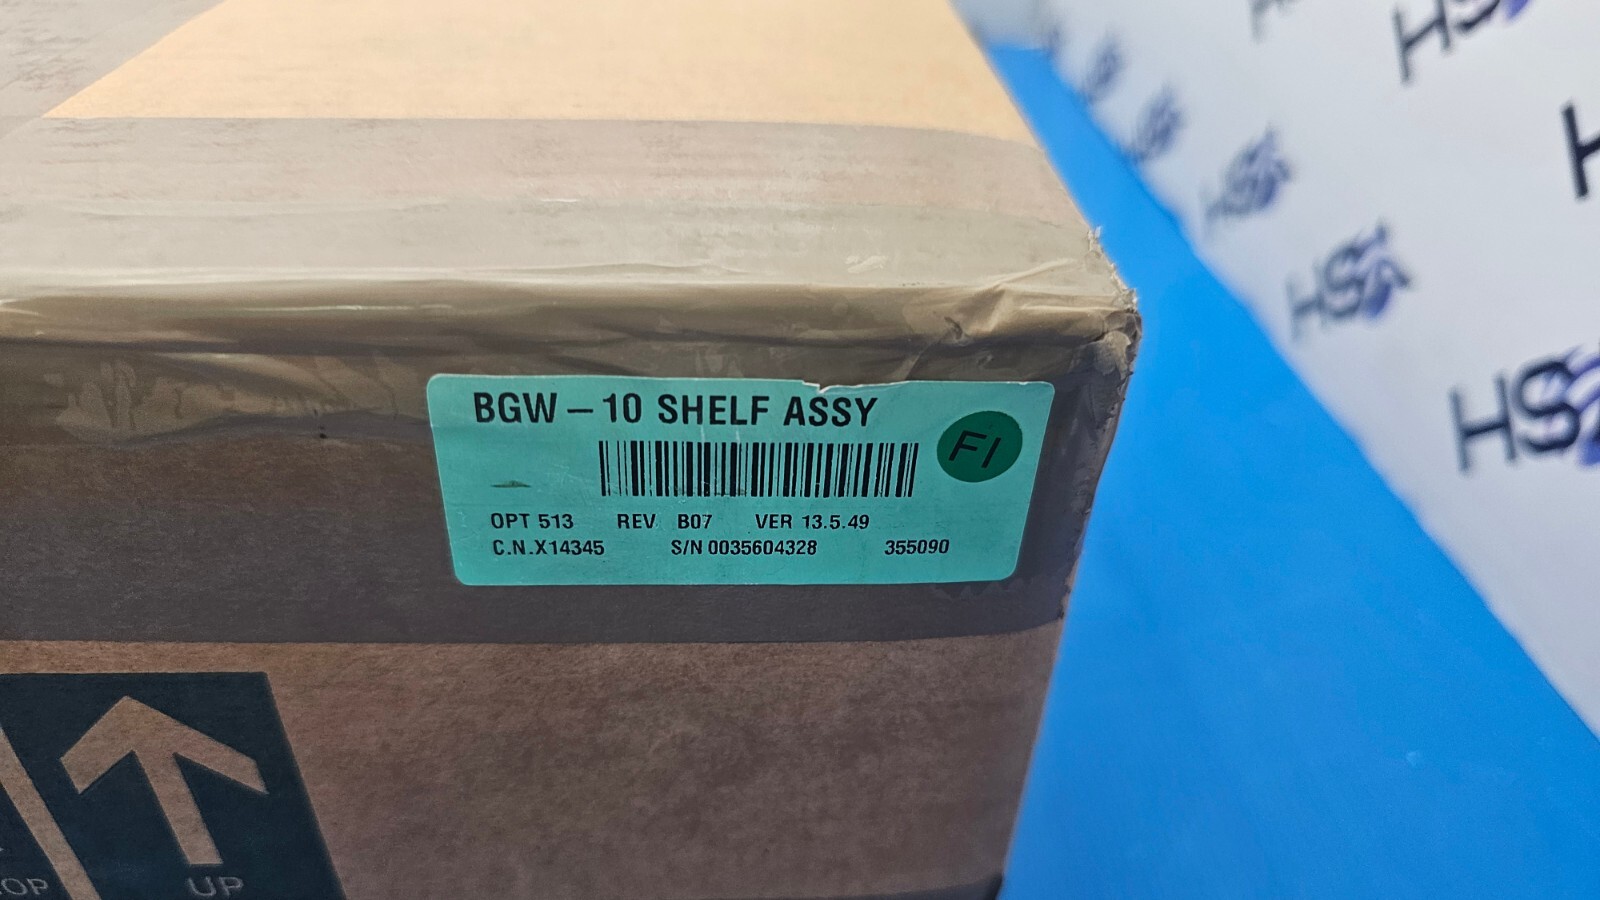 BGW – 10 SHELF ASSY
FI
OPT 513 REV B07 VER 13.5.49
C.N.X14345 S/N 0035604328 355090
UP
HS
HS
HS
HS
HS